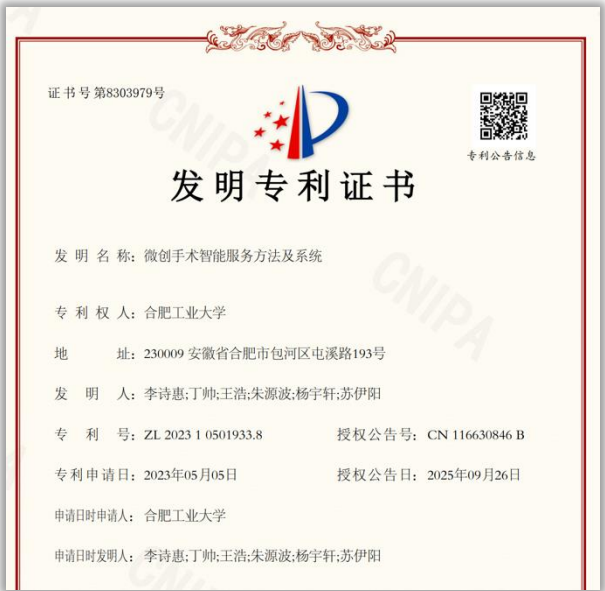 证书号第8303979号
专利公告信息
发明专利证书
发明名称：微创手术智能服务方法及系统
专利权人：合肥工业大学
地址：230009 安徽省合肥市包河区屯溪路193号
发明人：李诗惠;丁帅;王浩;朱源波;杨宇轩;苏伊阳
专利号：ZL 2023 1 0501933.8 授权公告号：CN 116630846 B
专利申请日：2023年05月05日 授权公告日：2025年09月26日
申请日时申请人：合肥工业大学
申请日时发明人：李诗惠;丁帅;王浩;朱源波;杨宇轩;苏伊阳
CNIPA
CNIPA